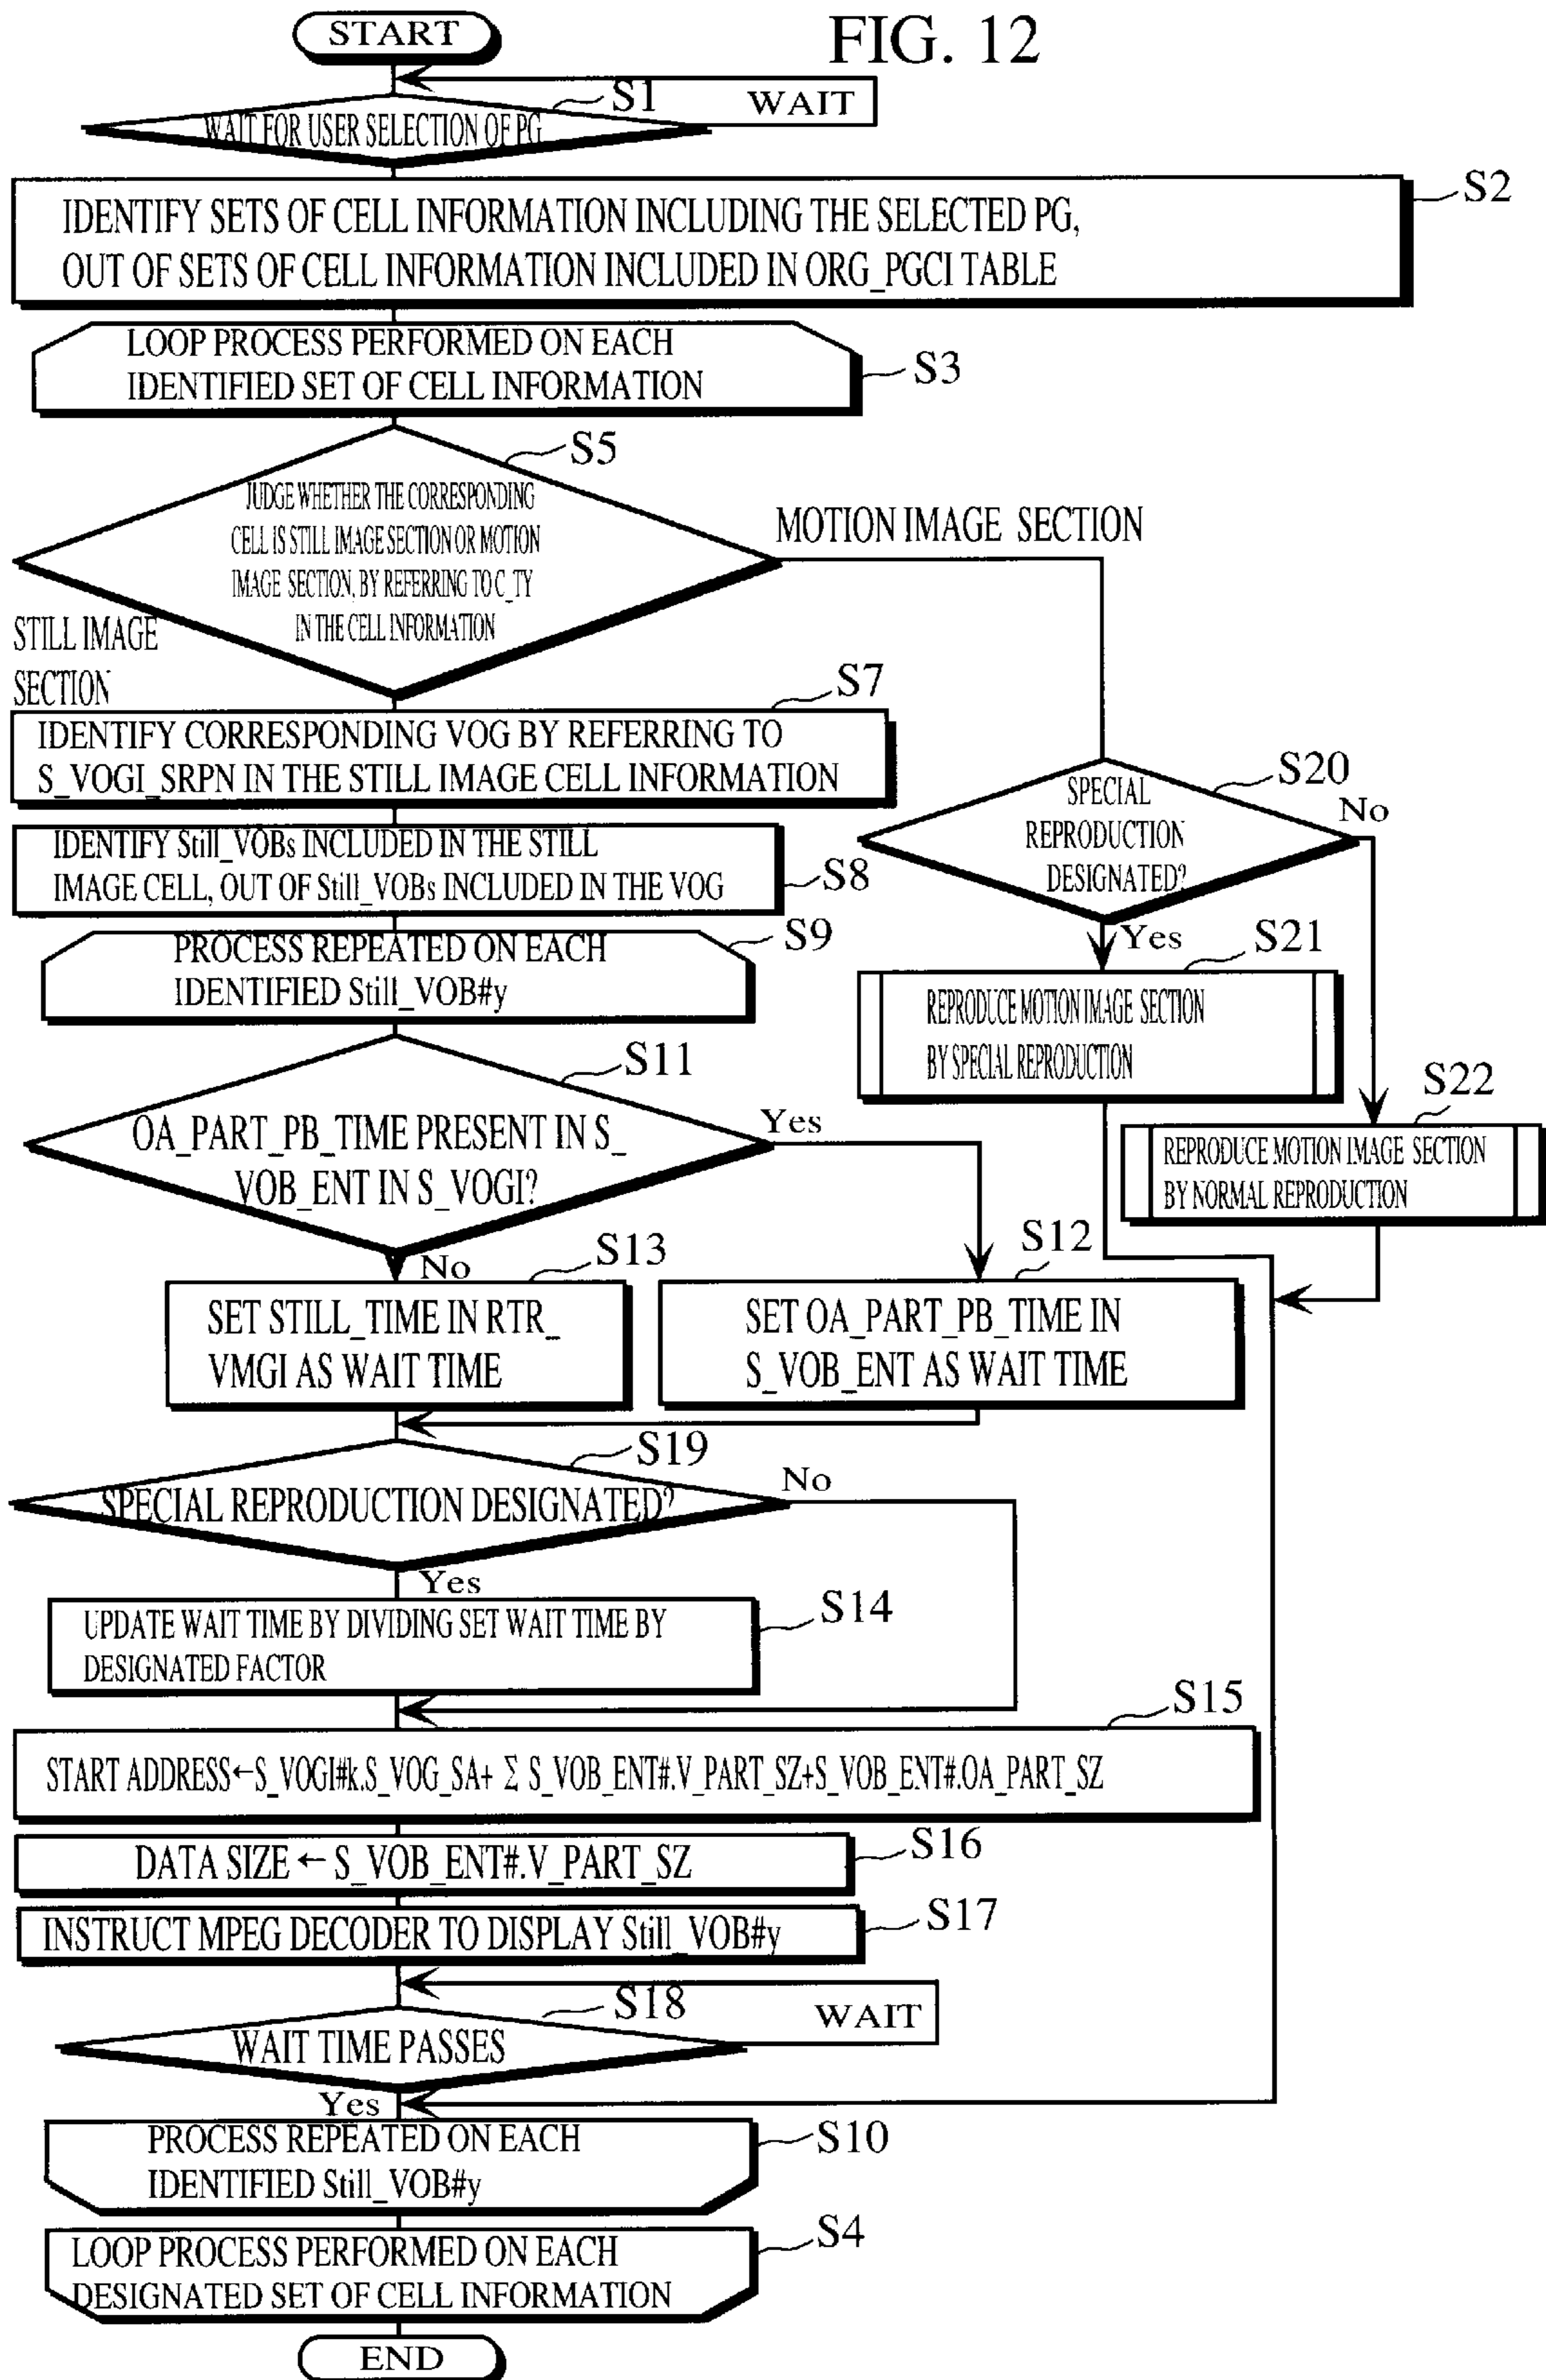 FIG. 12
START
WAIT
S1
WAIT FOR USER SELECTION OF PG
S2
IDENTIFY SETS OF CELL INFORMATION INCLUDING THE SELECTED PG,
OUT OF SETS OF CELL INFORMATION INCLUDED IN ORG_PGCI TABLE
LOOP PROCESS PERFORMED ON EACH
IDENTIFIED SET OF CELL INFORMATION
S3
S5
JUDGE WHETHER THE CORRESPONDING
CELL IS STILL IMAGE SECTION OR MOTION
IMAGE SECTION, BY REFERRING TO C_TY
IN THE CELL INFORMATION
MOTION IMAGE SECTION
STILL IMAGE
SECTION
S7
IDENTIFY CORRESPONDING VOG BY REFERRING TO
S_VOGI_SRPN IN THE STILL IMAGE CELL INFORMATION
S20
SPECIAL
REPRODUCTION
DESIGNATED?
No
IDENTIFY Still_VOBs INCLUDED IN THE STILL
IMAGE CELL, OUT OF Still_VOBs INCLUDED IN THE VOG
S8
S9
PROCESS REPEATED ON EACH
IDENTIFIED Still_VOB#y
Yes
S21
REPRODUCE MOTION IMAGE SECTION
BY SPECIAL REPRODUCTION
S11
OA_PART_PB_TIME PRESENT IN S_
VOB_ENT IN S_VOGI?
Yes
S22
REPRODUCE MOTION IMAGE SECTION
BY NORMAL REPRODUCTION
No
S13
SET STILL_TIME IN RTR_
VMGI AS WAIT TIME
S12
SET OA_PART_PB_TIME IN
S_VOB_ENT AS WAIT TIME
S19
SPECIAL REPRODUCTION DESIGNATED?
No
Yes
S14
UPDATE WAIT TIME BY DIVIDING SET WAIT TIME BY
DESIGNATED FACTOR
S15
START ADDRESS←S_VOGI#k.S_VOG_SA+ Σ S_VOB_ENT#.V_PART_SZ+S_VOB_ENT#.OA_PART_SZ
DATA SIZE ← S_VOB_ENT#.V_PART_SZ
S16
INSTRUCT MPEG DECODER TO DISPLAY Still_VOB#y
S17
S18
WAIT
WAIT TIME PASSES
Yes
PROCESS REPEATED ON EACH
IDENTIFIED Still_VOB#y
S10
LOOP PROCESS PERFORMED ON EACH
DESIGNATED SET OF CELL INFORMATION
S4
END